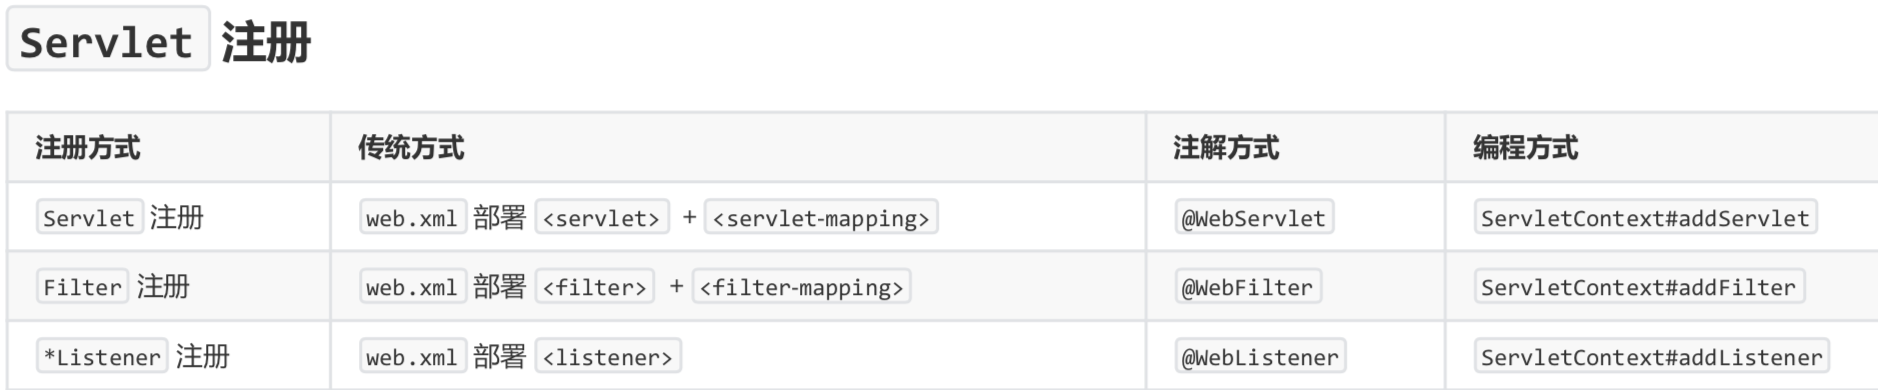 Servlet 注册
注册方式 传统方式 注解方式 编程方式
Servlet 注册 web.xml 部署 <servlet> + <servlet-mapping> @WebServlet ServletContext#addServlet
Filter 注册 web.xml 部署 <filter> + <filter-mapping> @WebFilter ServletContext#addFilter
*Listener 注册 web.xml 部署 <listener> @WebListener ServletContext#addListener